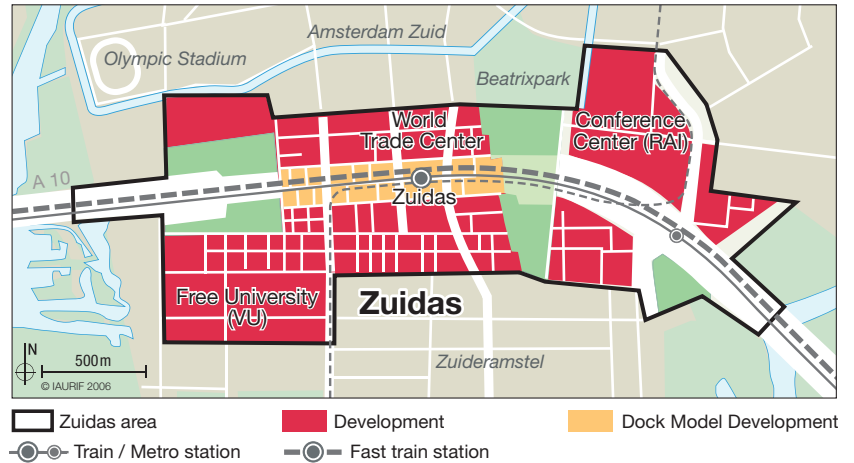 Amsterdam Zuid
Olympic Stadium
Beatrixpark
World
Trade Center
Conference
Center (RAI)
A 10
Zuidas
Free University
(VU)
Zuidas
Zuideramstel
N
500 m
© IAURIF 2006
Zuidas area
Development
Dock Model Development
Train / Metro station
Fast train station